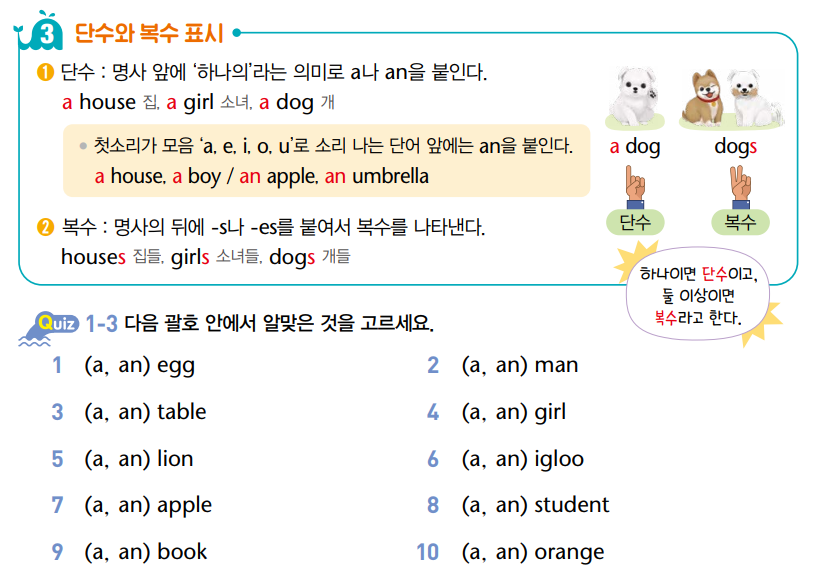 3 단수와 복수 표시
1 단수 : 명사 앞에 ‘하나의’라는 의미로 a나 an을 붙인다.
a house 집, a girl 소녀, a dog 개
• 첫소리가 모음 ‘a, e, i, o, u’로 소리 나는 단어 앞에는 an을 붙인다.
a house, a boy / an apple, an umbrella
a dog
dogs
단수
복수
2 복수 : 명사의 뒤에 -s나 -es를 붙여서 복수를 나타낸다.
houses 집들, girls 소녀들, dogs 개들
하나이면 단수이고,
둘 이상이면
복수라고 한다.
Quiz 1-3 다음 괄호 안에서 알맞은 것을 고르세요.
1 (a, an) egg
2 (a, an) man
3 (a, an) table
4 (a, an) girl
5 (a, an) lion
6 (a, an) igloo
7 (a, an) apple
8 (a, an) student
9 (a, an) book
10 (a, an) orange